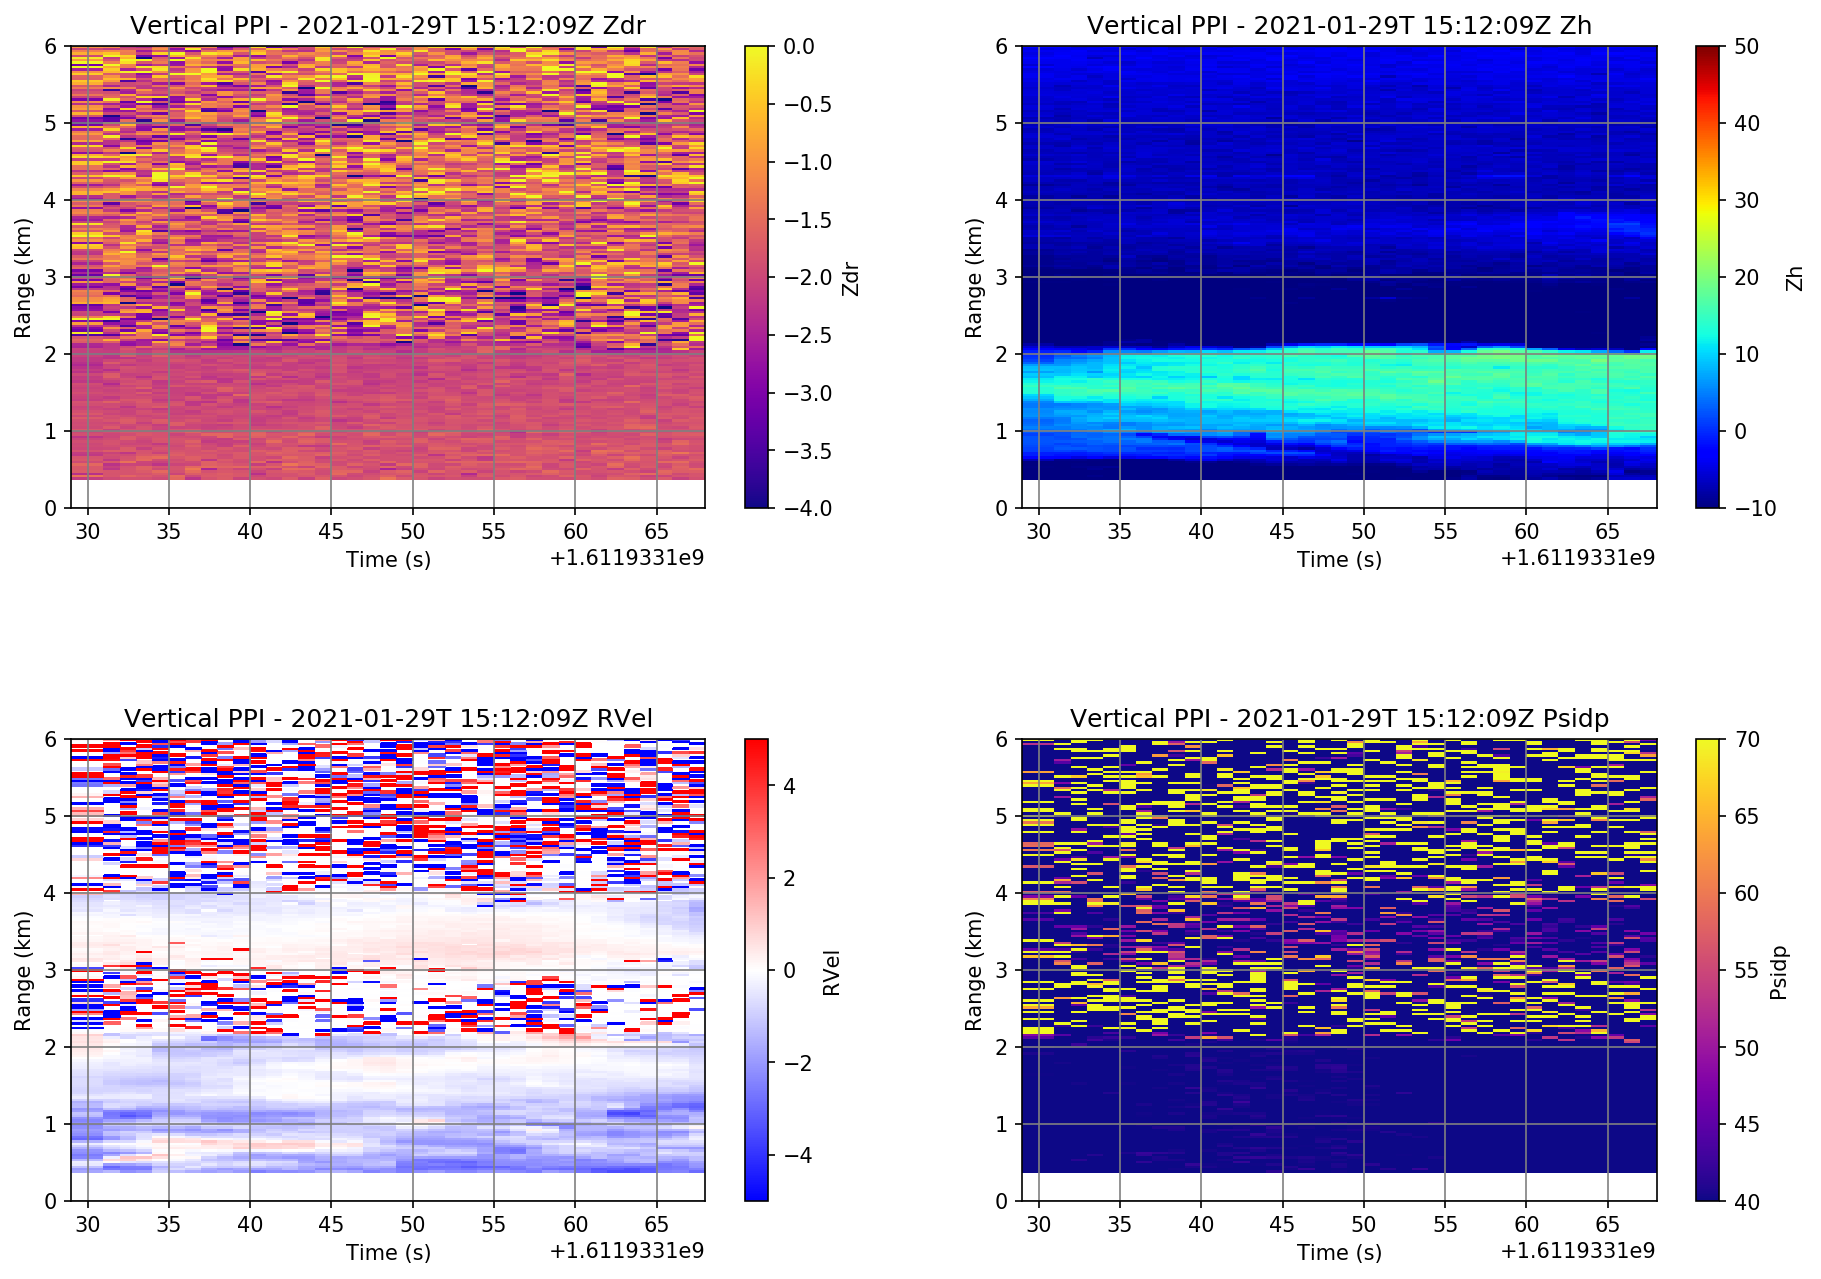 Vertical PPI - 2021-01-29T 15:12:09Z Zdr
6
5
4
3
2
1
0
Range (km)
30 35 40 45 50 55 60 65
Time (s)
+1.6119331e9
0.0
−0.5
−1.0
−1.5
−2.0
−2.5
−3.0
−3.5
−4.0
Zdr
Vertical PPI - 2021-01-29T 15:12:09Z Zh
6
5
4
3
2
1
0
Range (km)
30 35 40 45 50 55 60 65
Time (s)
+1.6119331e9
50
40
30
20
10
0
−10
Zh
Vertical PPI - 2021-01-29T 15:12:09Z RVel
6
5
4
3
2
1
0
Range (km)
30 35 40 45 50 55 60 65
Time (s)
+1.6119331e9
4
2
0
−2
−4
RVel
Vertical PPI - 2021-01-29T 15:12:09Z Psidp
6
5
4
3
2
1
0
Range (km)
30 35 40 45 50 55 60 65
Time (s)
+1.6119331e9
70
65
60
55
50
45
40
Psidp